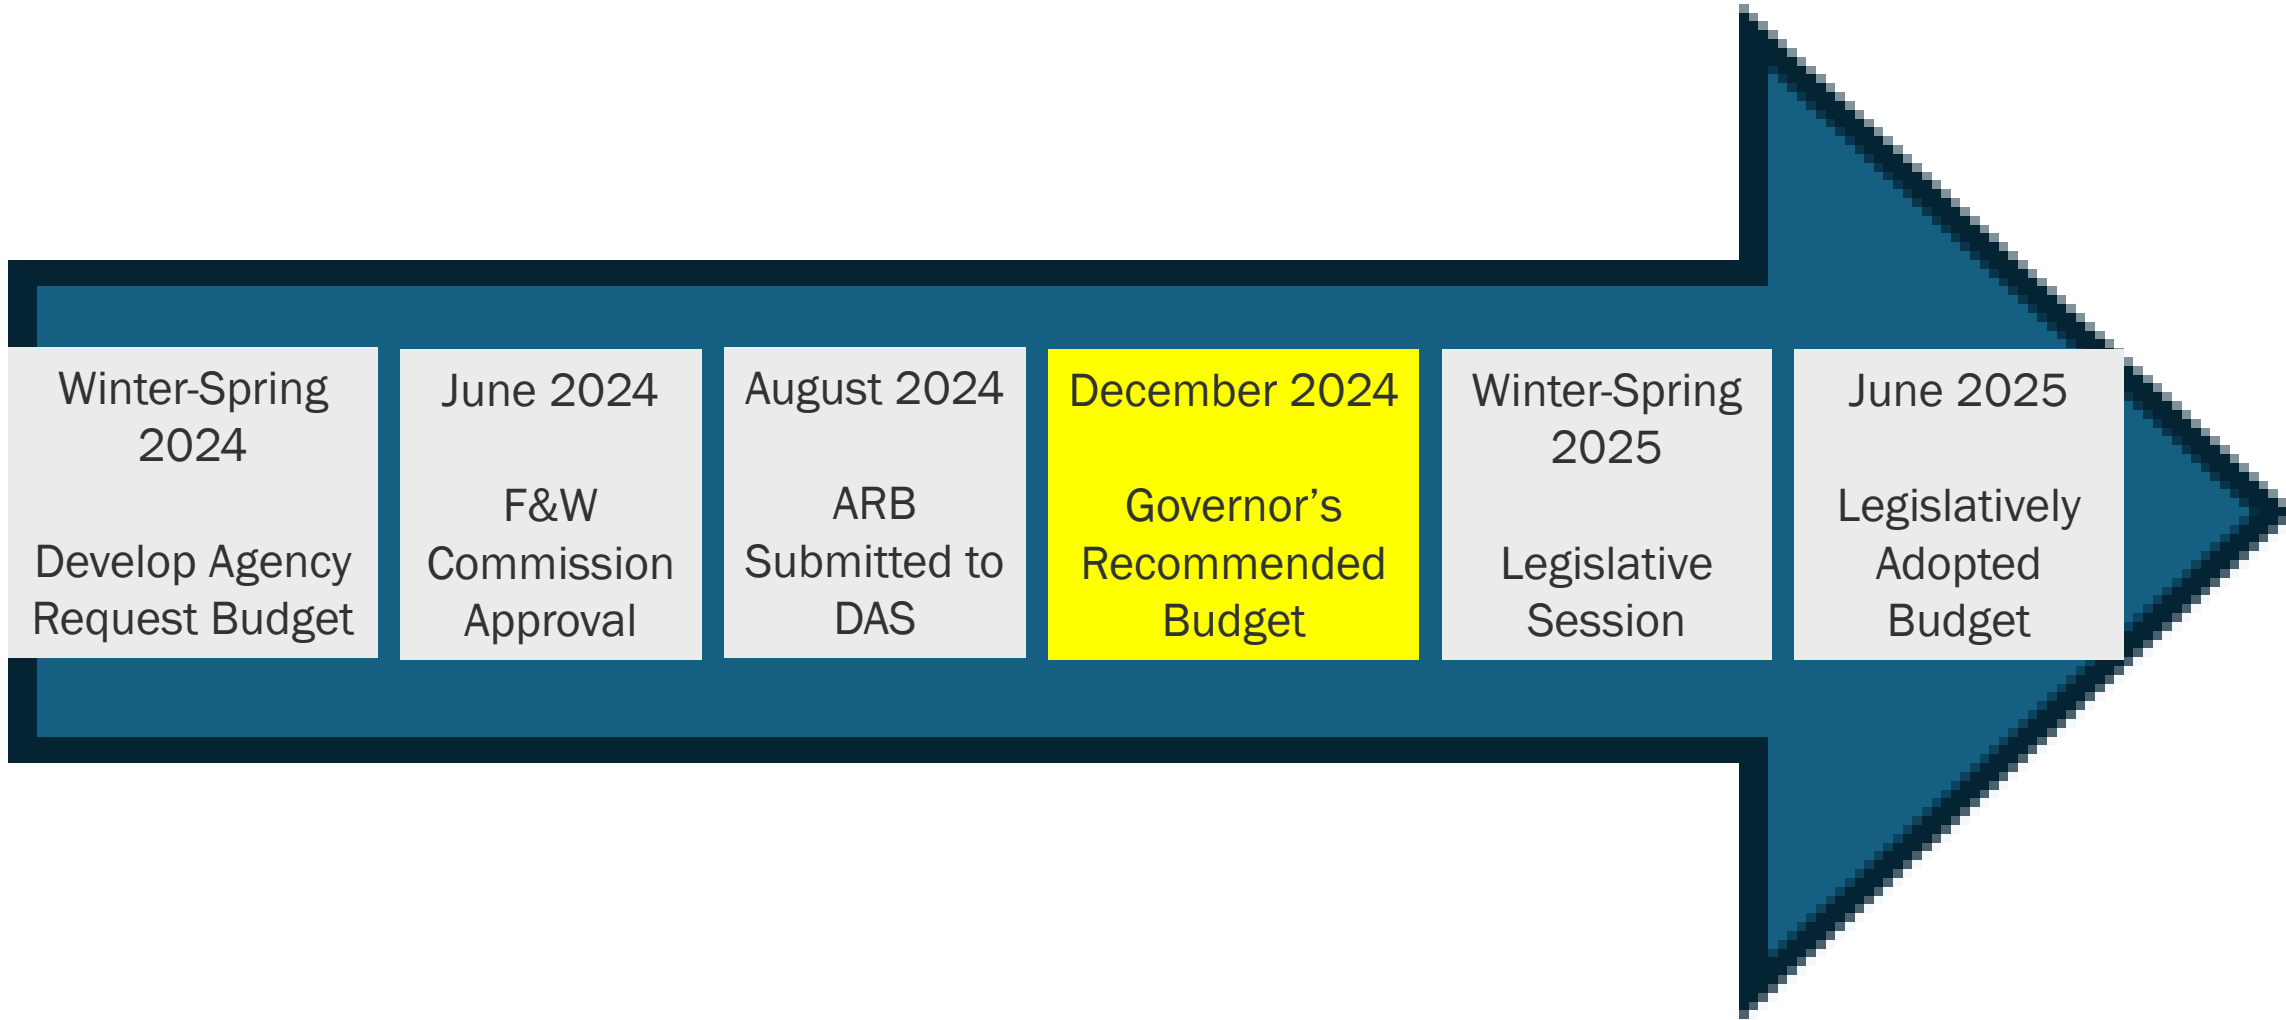 Winter-Spring
2024
Develop Agency
Request Budget
June 2024
F&W
Commission
Approval
August 2024
ARB
Submitted to
DAS
December 2024
Governor’s
Recommended
Budget
Winter-Spring
2025
Legislative
Session
June 2025
Legislatively
Adopted
Budget